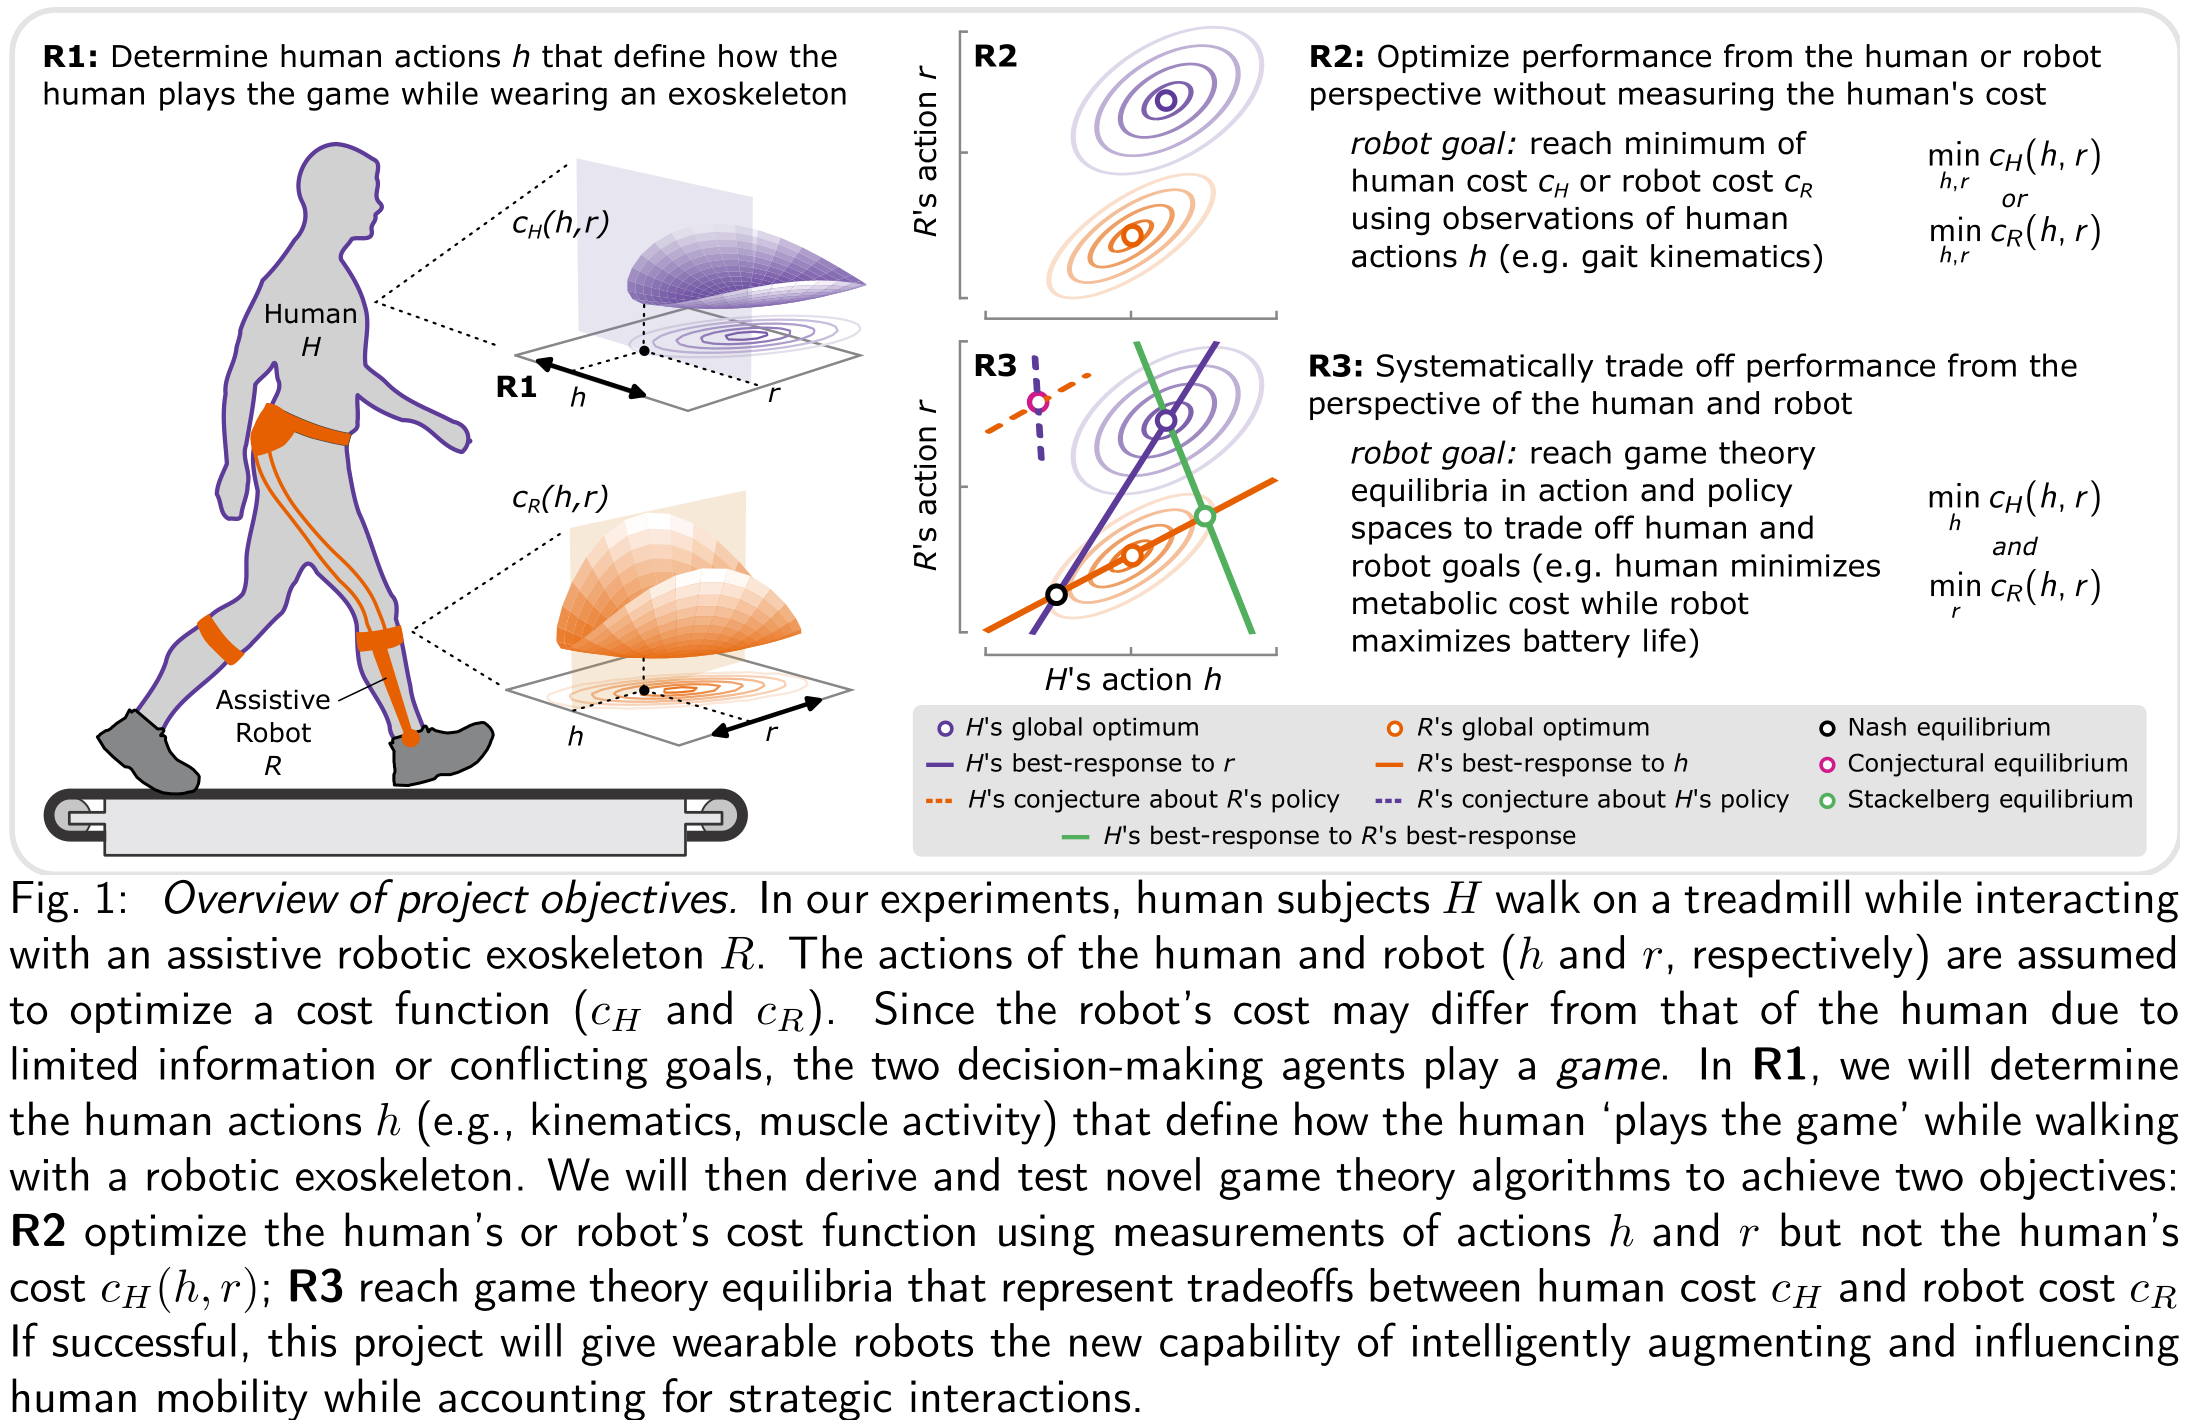 R1: Determine human actions h that define how the
human plays the game while wearing an exoskeleton
Human
H
Assistive
Robot
R
c_H(h,r)
R1
h
r
c_R(h,r)
h
r
R's action r
R2
R2: Optimize performance from the human or robot
perspective without measuring the human's cost
robot goal: reach minimum of
human cost c_H or robot cost c_R
using observations of human
actions h (e.g. gait kinematics)
min c_H(h, r)
h,r
or
min c_R(h, r)
h,r
R's action r
R3
H's action h
R3: Systematically trade off performance from the
perspective of the human and robot
robot goal: reach game theory
equilibria in action and policy
spaces to trade off human and
robot goals (e.g. human minimizes
metabolic cost while robot
maximizes battery life)
min c_H(h, r)
h
and
min c_R(h, r)
r
H's global optimum
R's global optimum
Nash equilibrium
H's best-response to r
R's best-response to h
Conjectural equilibrium
H's conjecture about R's policy
R's conjecture about H's policy
Stackelberg equilibrium
H's best-response to R's best-response
Fig. 1: Overview of project objectives. In our experiments, human subjects H walk on a treadmill while interacting
with an assistive robotic exoskeleton R. The actions of the human and robot (h and r, respectively) are assumed
to optimize a cost function (c_H and c_R). Since the robot's cost may differ from that of the human due to
limited information or conflicting goals, the two decision-making agents play a game. In R1, we will determine
the human actions h (e.g., kinematics, muscle activity) that define how the human ‘plays the game’ while walking
with a robotic exoskeleton. We will then derive and test novel game theory algorithms to achieve two objectives:
R2 optimize the human's or robot's cost function using measurements of actions h and r but not the human's
cost c_H(h, r); R3 reach game theory equilibria that represent tradeoffs between human cost c_H and robot cost c_R
If successful, this project will give wearable robots the new capability of intelligently augmenting and influencing
human mobility while accounting for strategic interactions.